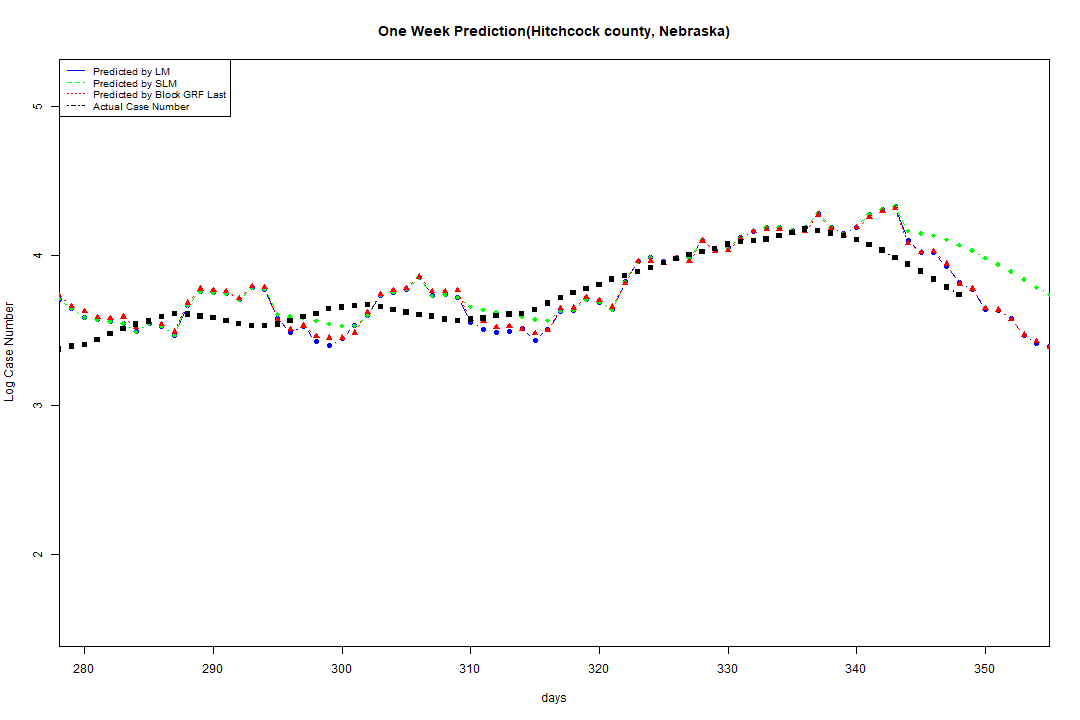 One Week Prediction(Hitchcock county, Nebraska)
Predicted by LM
Predicted by SLM
Predicted by Block GRF Last
Actual Case Number
5
4
3
2
Log Case Number
280 290 300 310 320 330 340 350
days